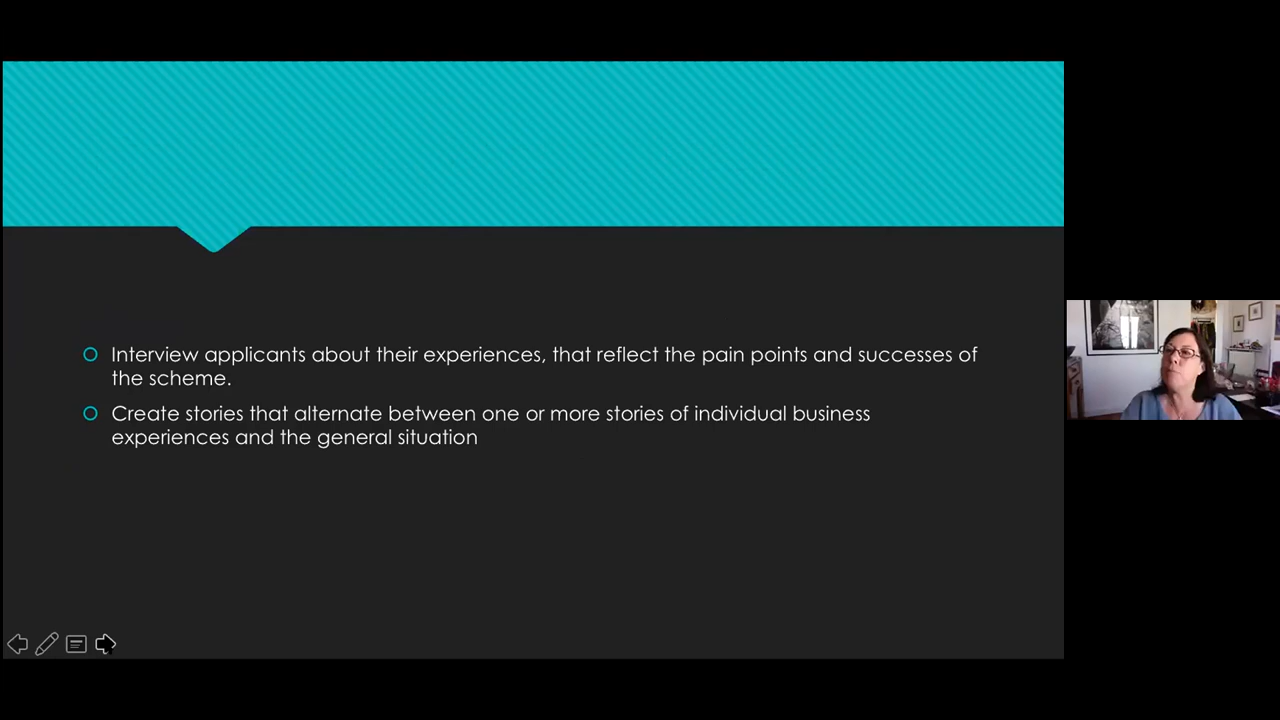 Interview applicants about their experiences, that reflect the pain points and successes of
the scheme.
Create stories that alternate between one or more stories of individual business
experiences and the general situation